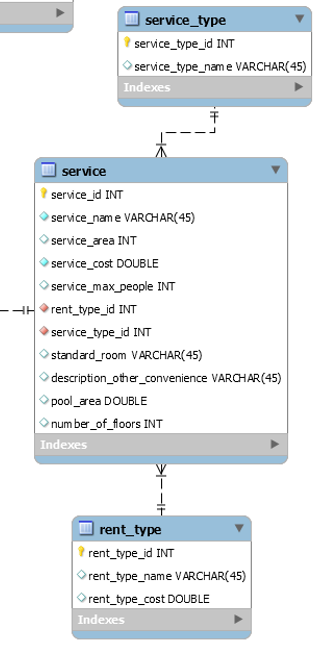 service_type
service_type_id INT
service_type_name VARCHAR(45)
Indexes
service
service_id INT
service_name VARCHAR(45)
service_area INT
service_cost DOUBLE
service_max_people INT
rent_type_id INT
service_type_id INT
standard_room VARCHAR(45)
description_other_convenience VARCHAR(45)
pool_area DOUBLE
number_of_floors INT
Indexes
rent_type
rent_type_id INT
rent_type_name VARCHAR(45)
rent_type_cost DOUBLE
Indexes